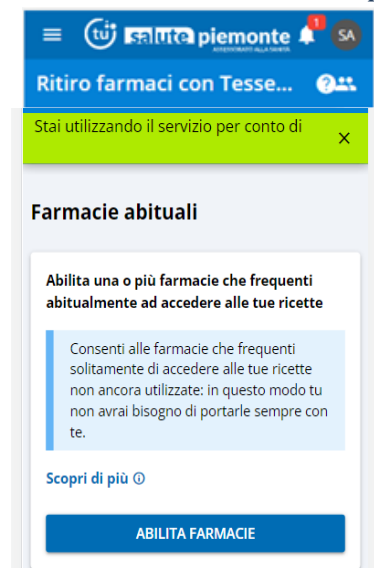 tu salute piemonte 1 SA
ASSESSORATO ALLA SANITÀ
Ritiro farmaci con Tesse...
Stai utilizzando il servizio per conto di
Farmacie abituali
Abilita una o più farmacie che frequenti
abitualmente ad accedere alle tue ricette
Consenti alle farmacie che frequenti
solitamente di accedere alle tue ricette
non ancora utilizzate: in questo modo tu
non avrai bisogno di portarle sempre con
te.
Scopri di più
ABILITA FARMACIE